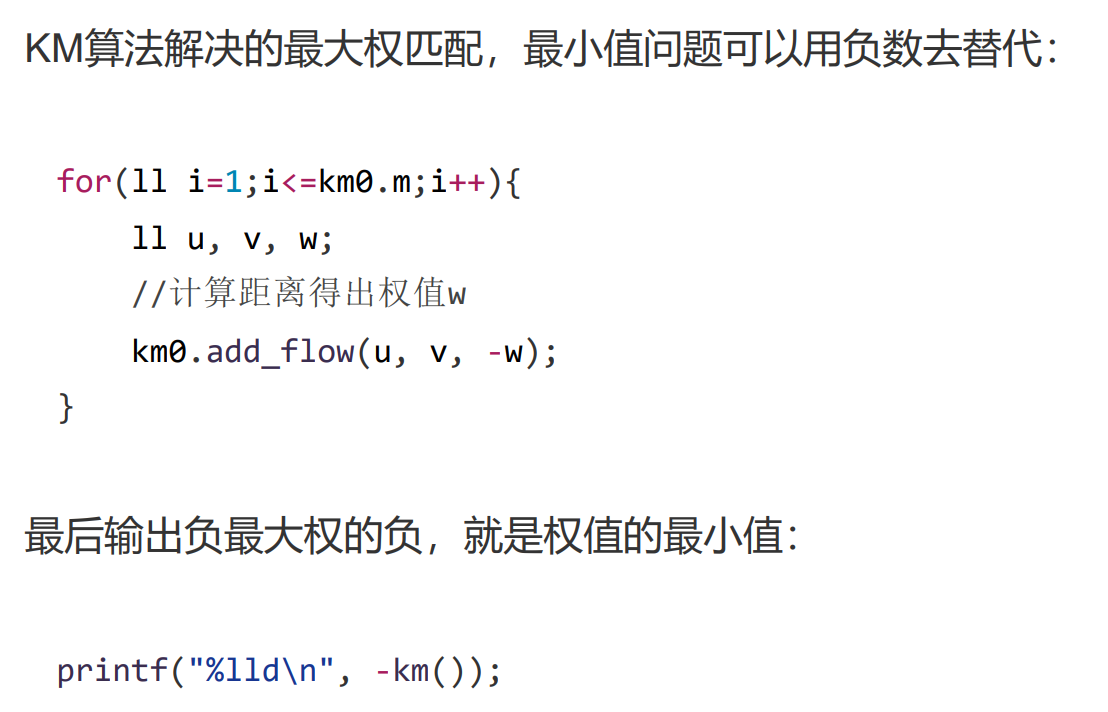 KM算法解决的最大权匹配，最小值问题可以用负数去替代：
for(ll i=1;i<=km0.m;i++){
    ll u, v, w;
    //计算距离得出权值w
    km0.add_flow(u, v, -w);
}
最后输出负最大权的负，就是权值的最小值：
printf("%lld\n", -km());